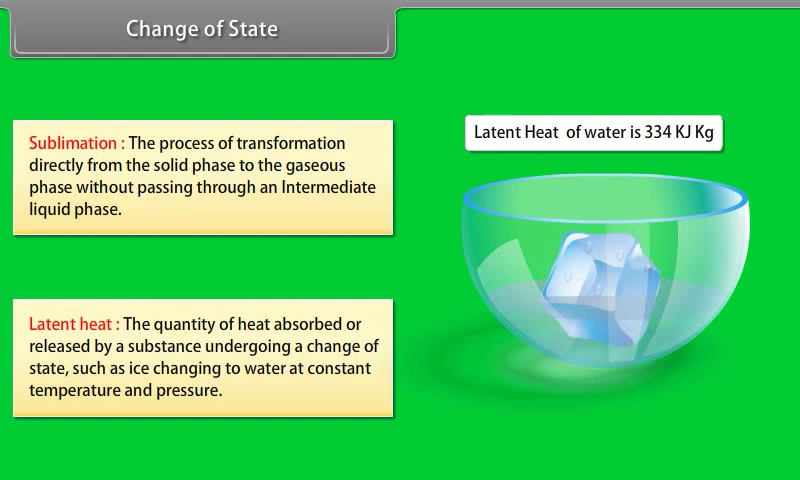 Change of State
Sublimation : The process of transformation
directly from the solid phase to the gaseous
phase without passing through an Intermediate
liquid phase.
Latent Heat  of water is 334 KJ Kg
Latent heat : The quantity of heat absorbed or
released by a substance undergoing a change of
state, such as ice changing to water at constant
temperature and pressure.